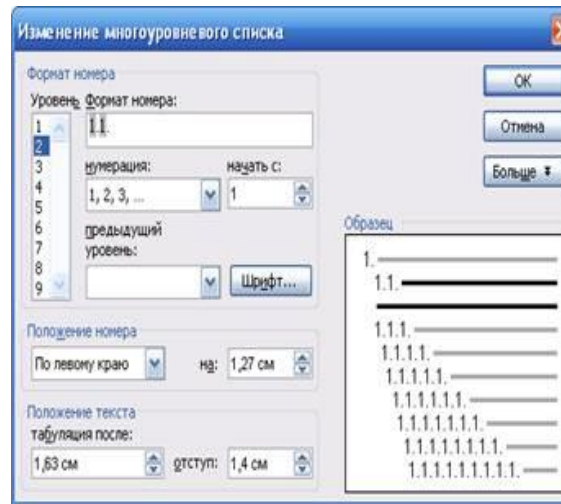 Изменение многоуровневого списка
Формат номера
Уровень Формат номера:
1
2
3
4
5
6
7
8
9
1.1.
нумерация:
начать с:
1, 2, 3, ...
1
предыдущий
уровень:
Шрифт...
Положение номера
По левому краю
на:
1,27 см
Положение текста
табуляция после:
1,63 см
отступ:
1,4 см
ОК
Отмена
Больше
Образец
1.
1.1.
1.1.1.
1.1.1.1.
1.1.1.1.1.
1.1.1.1.1.1.
1.1.1.1.1.1.1.
1.1.1.1.1.1.1.1.
1.1.1.1.1.1.1.1.1.